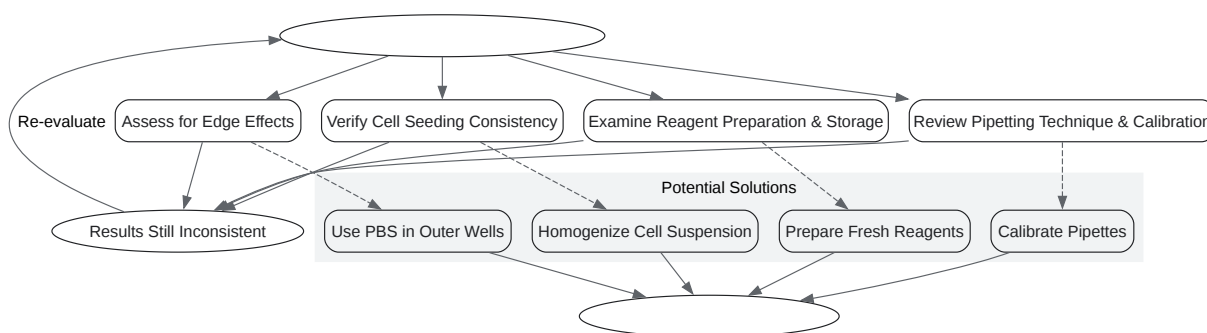 Re-evaluate
Assess for Edge Effects
Verify Cell Seeding Consistency
Examine Reagent Preparation & Storage
Review Pipetting Technique & Calibration
Potential Solutions
Results Still Inconsistent
Use PBS in Outer Wells
Homogenize Cell Suspension
Prepare Fresh Reagents
Calibrate Pipettes